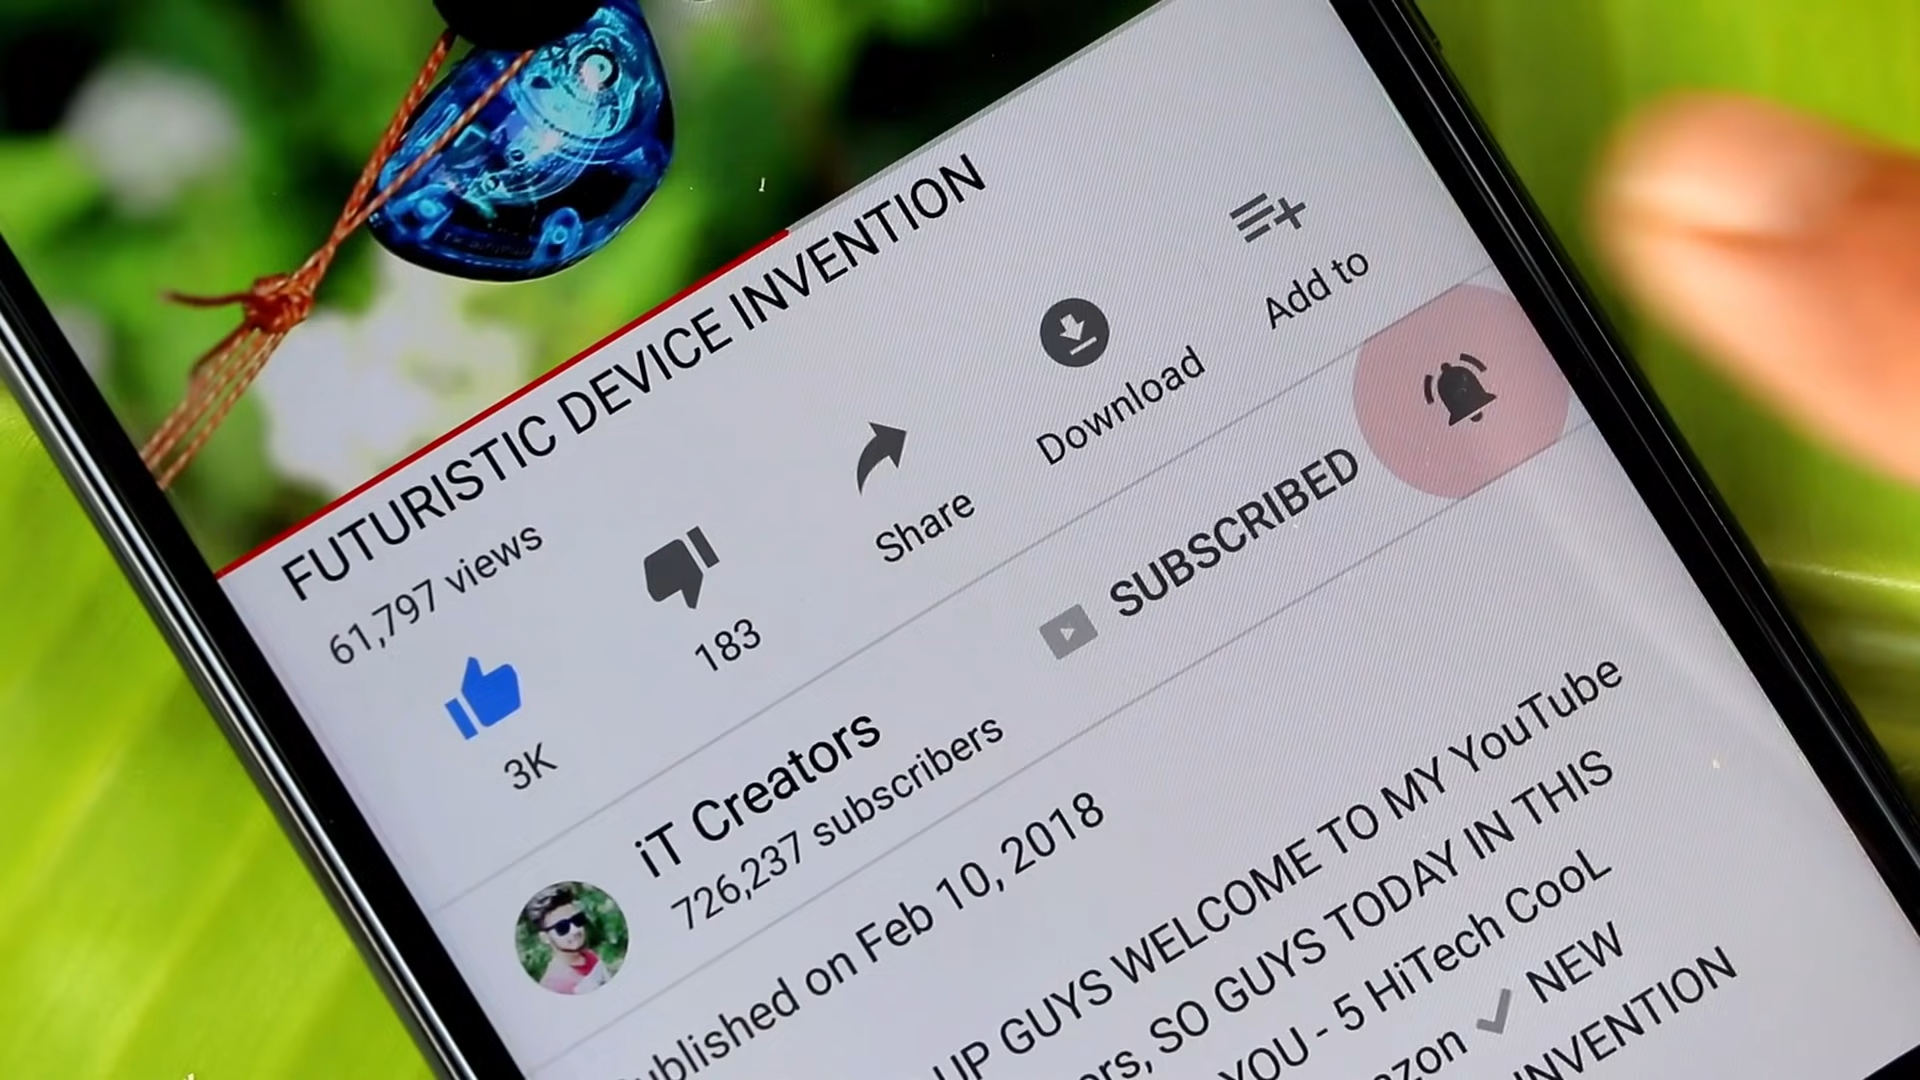 FUTURISTIC DEVICE INVENTION
61,797 views
3K
183
Share
Download
Add to
iT Creators
726,237 subscribers
SUBSCRIBED
ublished on Feb 10, 2018
UP GUYS WELCOME TO MY YouTube
ers, SO GUYS TODAY IN THIS
YOU - 5 HiTech CooL
zon ✔ NEW
INVENTION